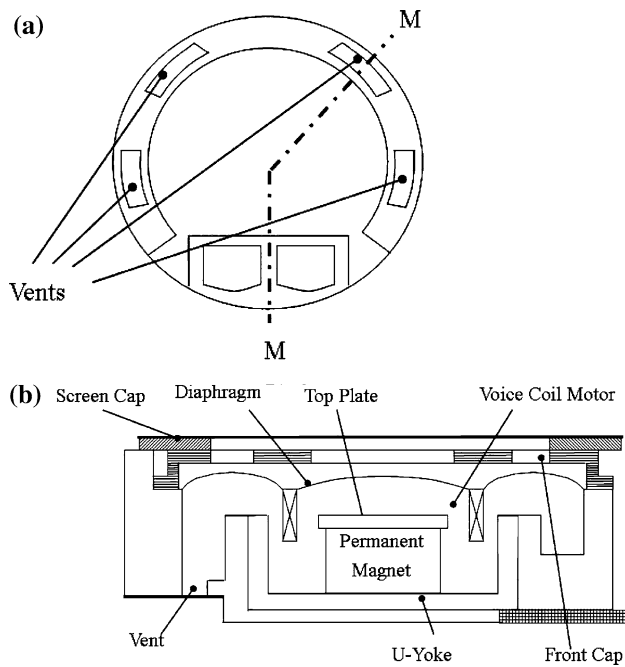 (a)
M
Vents
M
(b)
Screen Cap
Diaphragm
Top Plate
Voice Coil Motor
Permanent
Magnet
Vent
U-Yoke
Front Cap